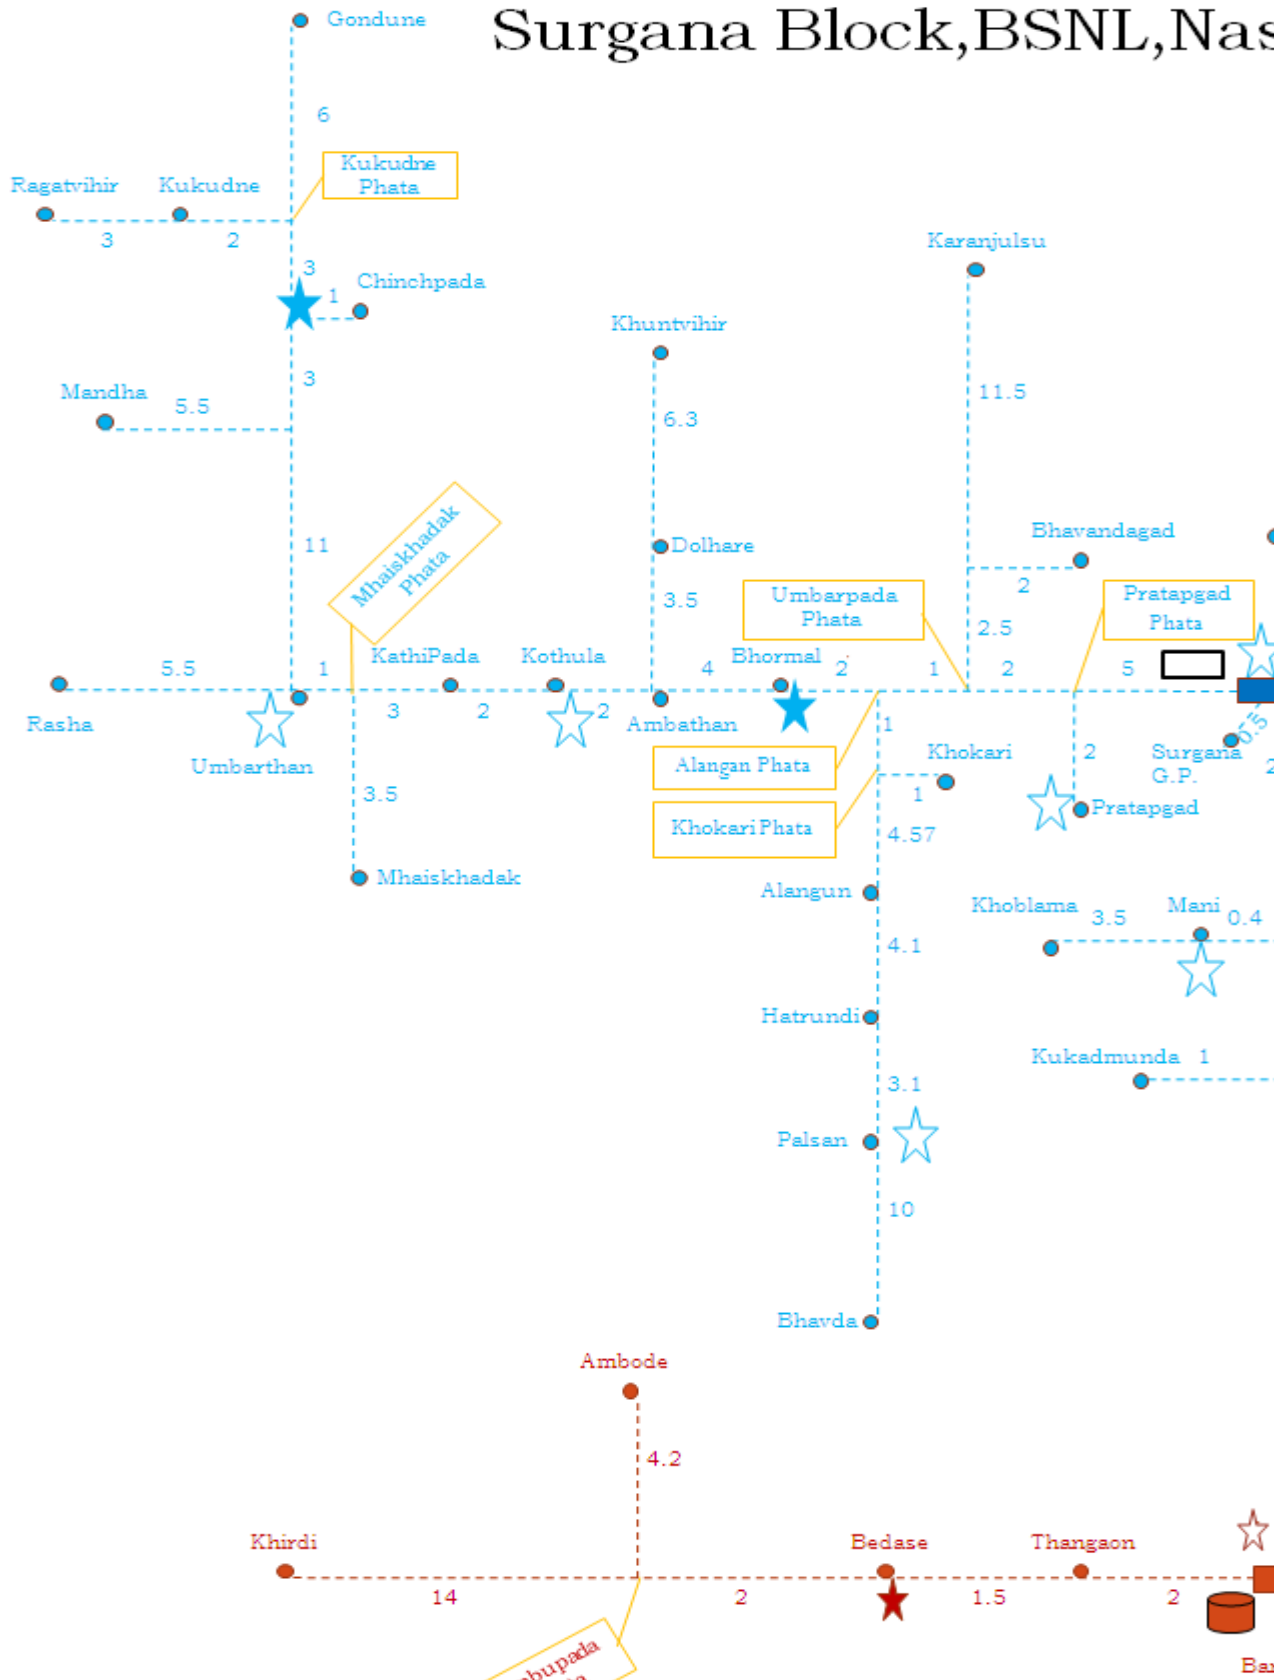 Surgana Block,BSNL,Nas
Gondune
6
Kukudne
Phata
Ragatvihir
Kukudne
3
2
3
Chinchpada
1
Karanjulsu
Khuntvihir
3
Mandha
5.5
11.5
6.3
Mhaiskhadak
Phata
11
Dolhare
Bhavandagad
2
Umbarpada
Phata
Pratapgad
Phata
3.5
2.5
5.5
1
KathiPada
Kothula
4
Bhormal
2
1
2
5
Rasha
3
2
2
Ambathan
1
0.5
Umbarthan
Alangan Phata
Khokari
2
Surgana
G.P.
2
3.5
1
Pratapgad
Khokari Phata
4.57
Mhaiskhadak
Alangun
Khoblama
3.5
Mani
0.4
4.1
Hatrundi
Kukadmunda
1
3.1
Palsan
10
Bhavda
Ambode
4.2
Khirdi
Bedase
Thangaon
14
2
1.5
2